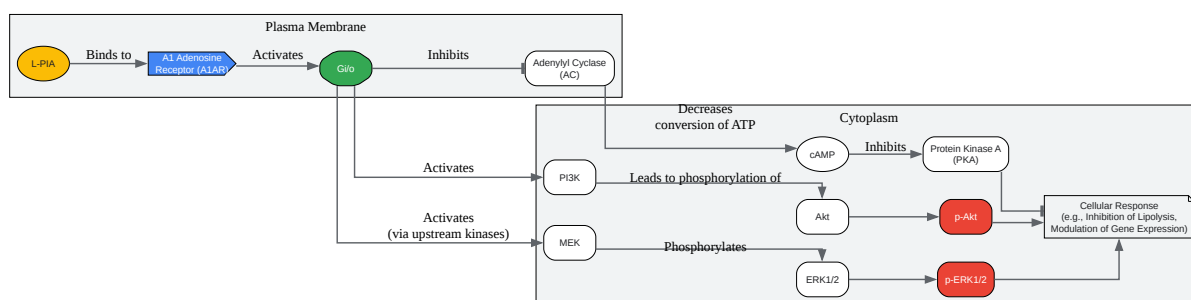 Plasma Membrane
L-PIA
Binds to
A1 Adenosine
Receptor (A1AR)
Activates
Gi/o
Inhibits
Adenylyl Cyclase
(AC)
Decreases
conversion of ATP
Cytoplasm
cAMP
Inhibits
Protein Kinase A
(PKA)
Activates
PI3K
Leads to phosphorylation of
Akt
p-Akt
Cellular Response
(e.g., Inhibition of Lipolysis,
Modulation of Gene Expression)
Activates
(via upstream kinases)
MEK
Phosphorylates
ERK1/2
p-ERK1/2